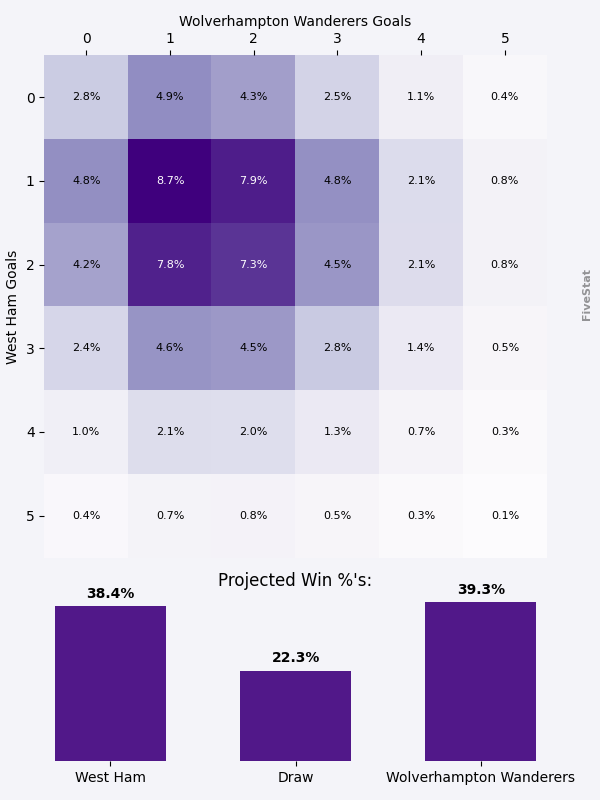 Wolverhampton Wanderers Goals
0 1 2 3 4 5
0 2.8% 4.9% 4.3% 2.5% 1.1% 0.4%
1 4.8% 8.7% 7.9% 4.8% 2.1% 0.8%
2 4.2% 7.8% 7.3% 4.5% 2.1% 0.8%
3 2.4% 4.6% 4.5% 2.8% 1.4% 0.5%
4 1.0% 2.1% 2.0% 1.3% 0.7% 0.3%
5 0.4% 0.7% 0.8% 0.5% 0.3% 0.1%
West Ham Goals
FiveStat
Projected Win %'s:
38.4% 22.3% 39.3%
West Ham Draw Wolverhampton Wanderers